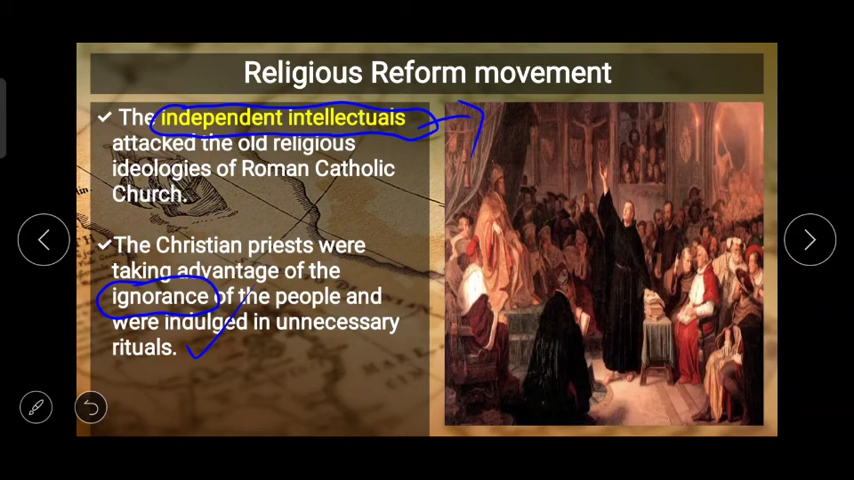 Religious Reform movement
✓ The independent intellectuals
attacked the old religious
ideologies of Roman Catholic
Church.
✓The Christian priests were
taking advantage of the
ignorance of the people and
were indulged in unnecessary
rituals.